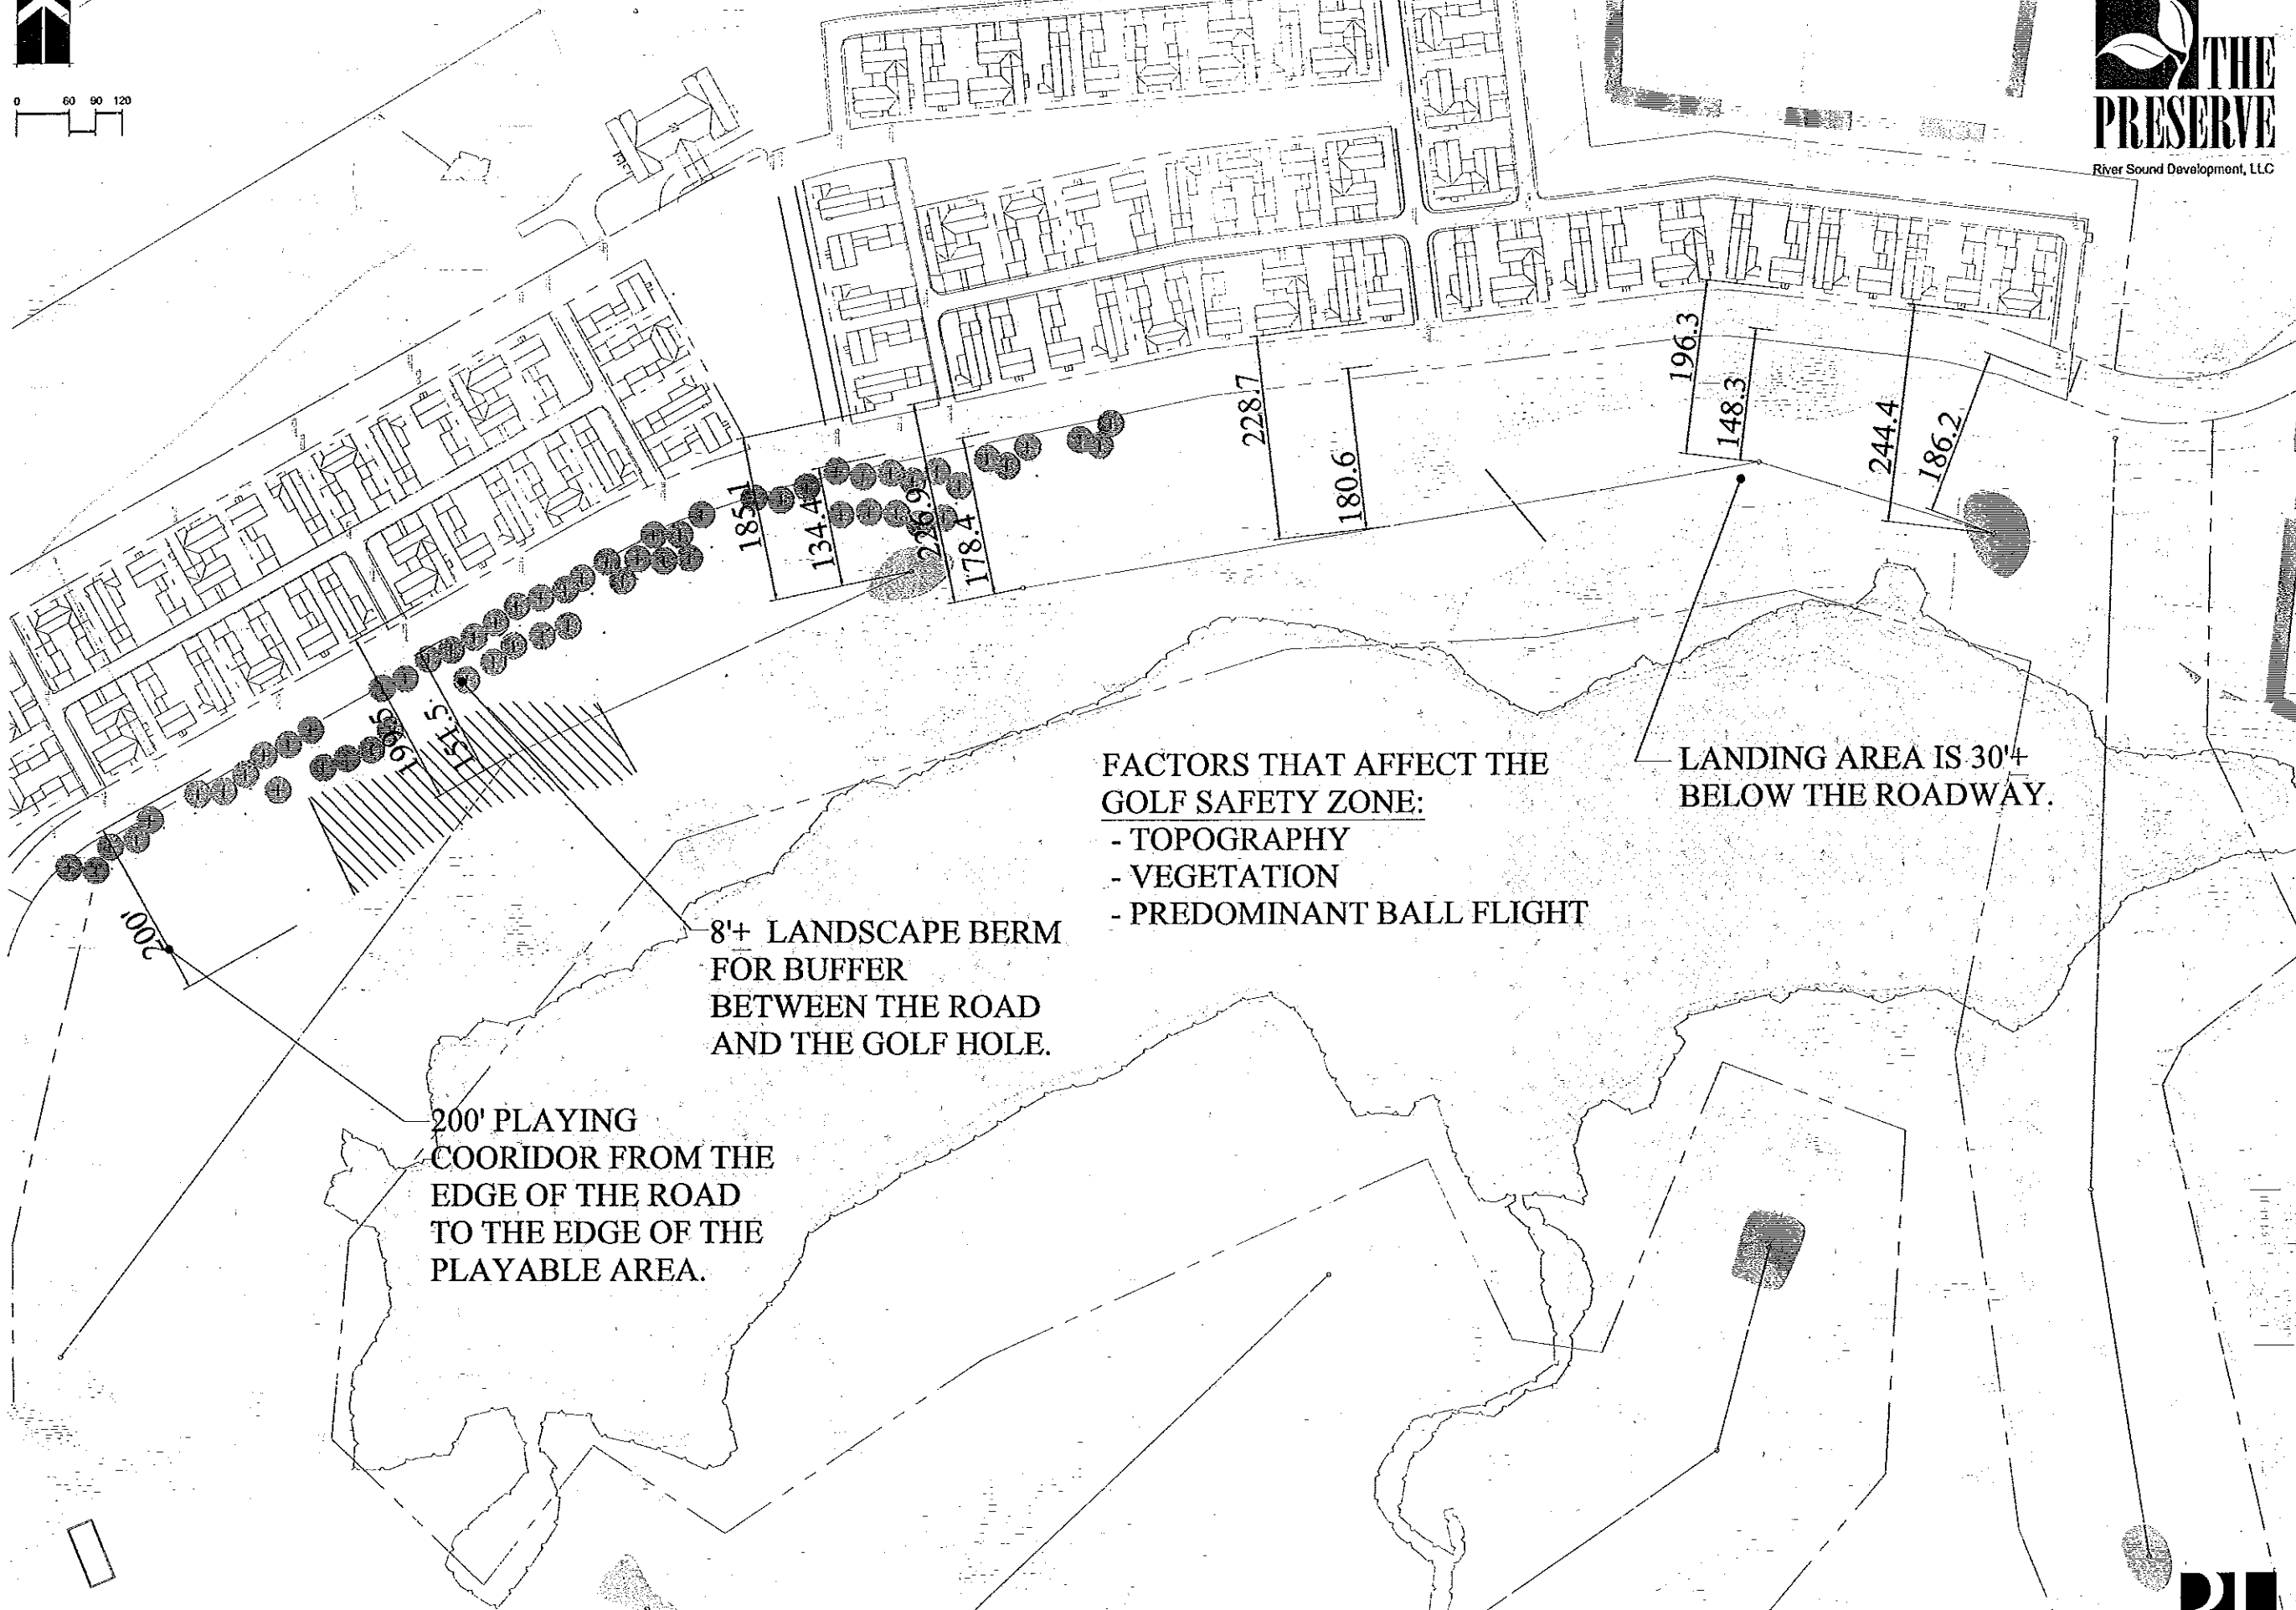 0 60 90 120
THE
PRESERVE
River Sound Development, LLC
196.3
148.3
244.4
186.2
228.7
180.6
185.1
134.4
226.9
178.4
151.5
200'
FACTORS THAT AFFECT THE
GOLF SAFETY ZONE:
- TOPOGRAPHY
- VEGETATION
- PREDOMINANT BALL FLIGHT
LANDING AREA IS 30'±
BELOW THE ROADWAY.
8'± LANDSCAPE BERM
FOR BUFFER
BETWEEN THE ROAD
AND THE GOLF HOLE.
200' PLAYING
COORIDOR FROM THE
EDGE OF THE ROAD
TO THE EDGE OF THE
PLAYABLE AREA.